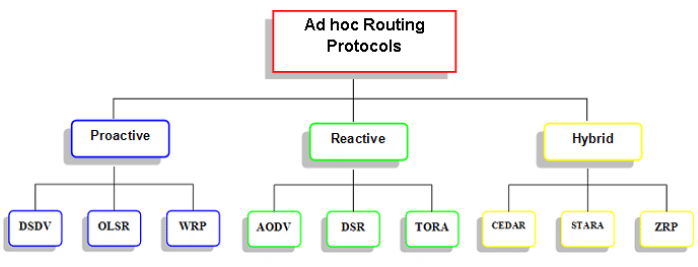 Ad hoc Routing
Protocols
Proactive
Reactive
Hybrid
DSDV
OLSR
WRP
AODV
DSR
TORA
CEDAR
STARA
ZRP